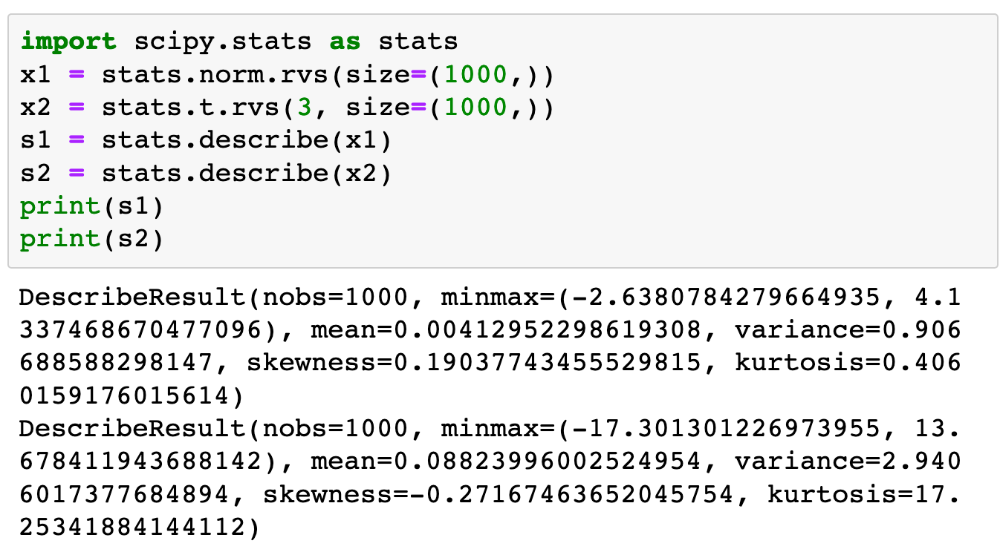 import scipy.stats as stats
x1 = stats.norm.rvs(size=(1000,))
x2 = stats.t.rvs(3, size=(1000,))
s1 = stats.describe(x1)
s2 = stats.describe(x2)
print(s1)
print(s2)
DescribeResult(nobs=1000, minmax=(-2.6380784279664935, 4.1
337468670477096), mean=0.00412952298619308, variance=0.906
688588298147, skewness=0.19037743455529815, kurtosis=0.406
0159176015614)
DescribeResult(nobs=1000, minmax=(-17.301301226973955, 13.
678411943688142), mean=0.08823996002524954, variance=2.940
6017377684894, skewness=-0.27167463652045754, kurtosis=17.
25341884144112)